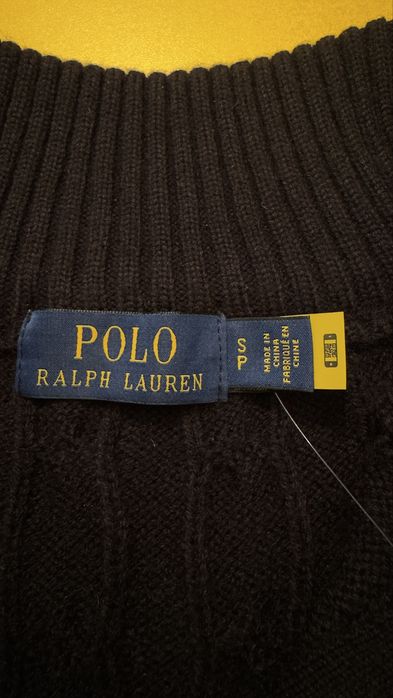 POLO
RALPH LAUREN
S
P
MADE IN
CHINA
FABRIQUÉ EN
CHINE